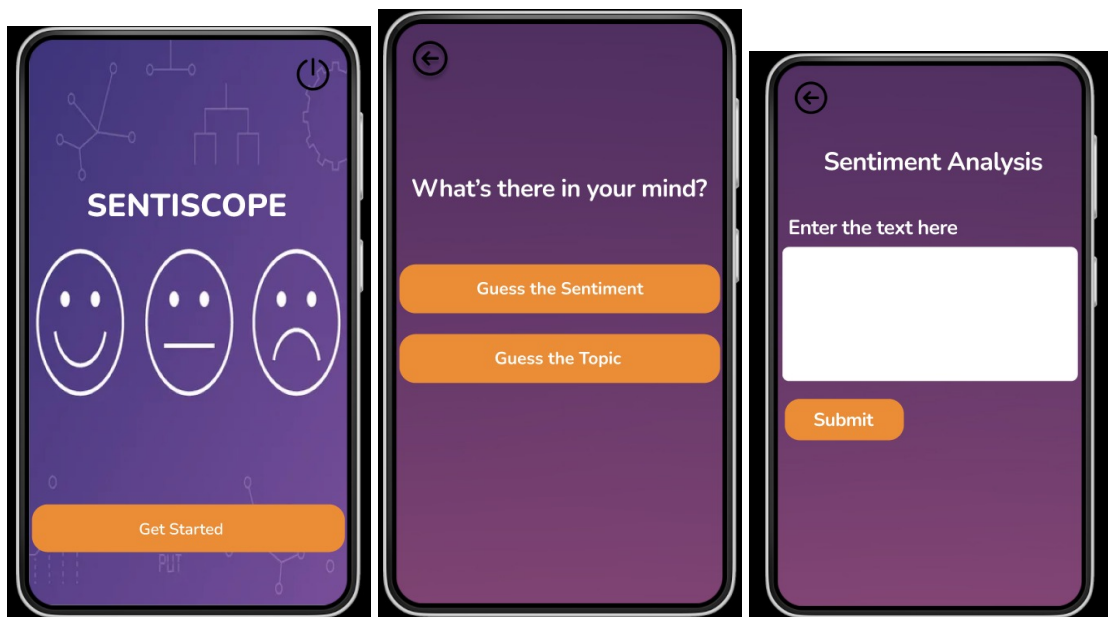 SENTISCOPE
Get Started
PUT
What's there in your mind?
Guess the Sentiment
Guess the Topic
Sentiment Analysis
Enter the text here
Submit